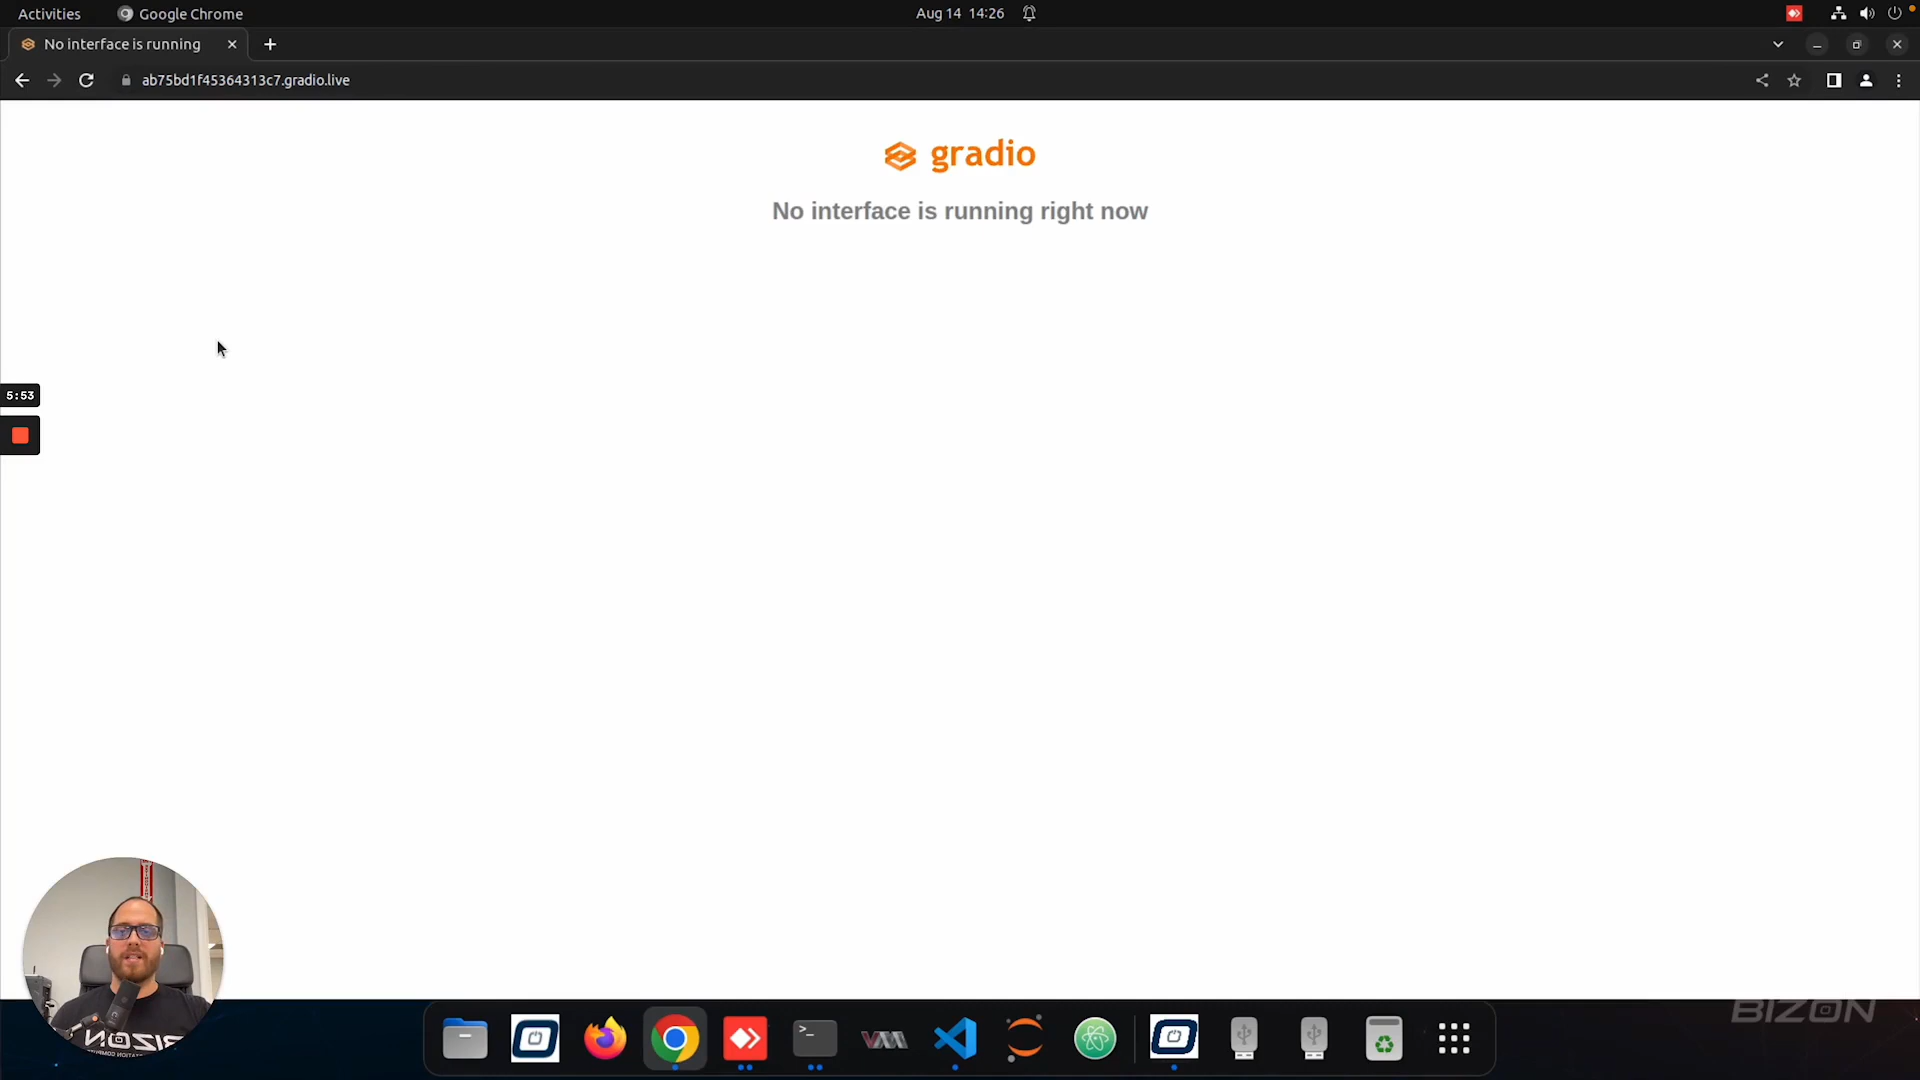 Activities
Google Chrome
Aug 14 14:26
No interface is running
ab75bd1f45364313c7.gradio.live
gradio
No interface is running right now
5:53
BIZON
BIZON